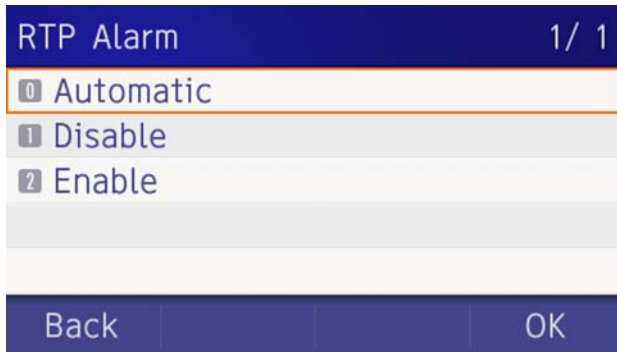 RTP Alarm 1/ 1
0 Automatic
1 Disable
2 Enable
Back OK